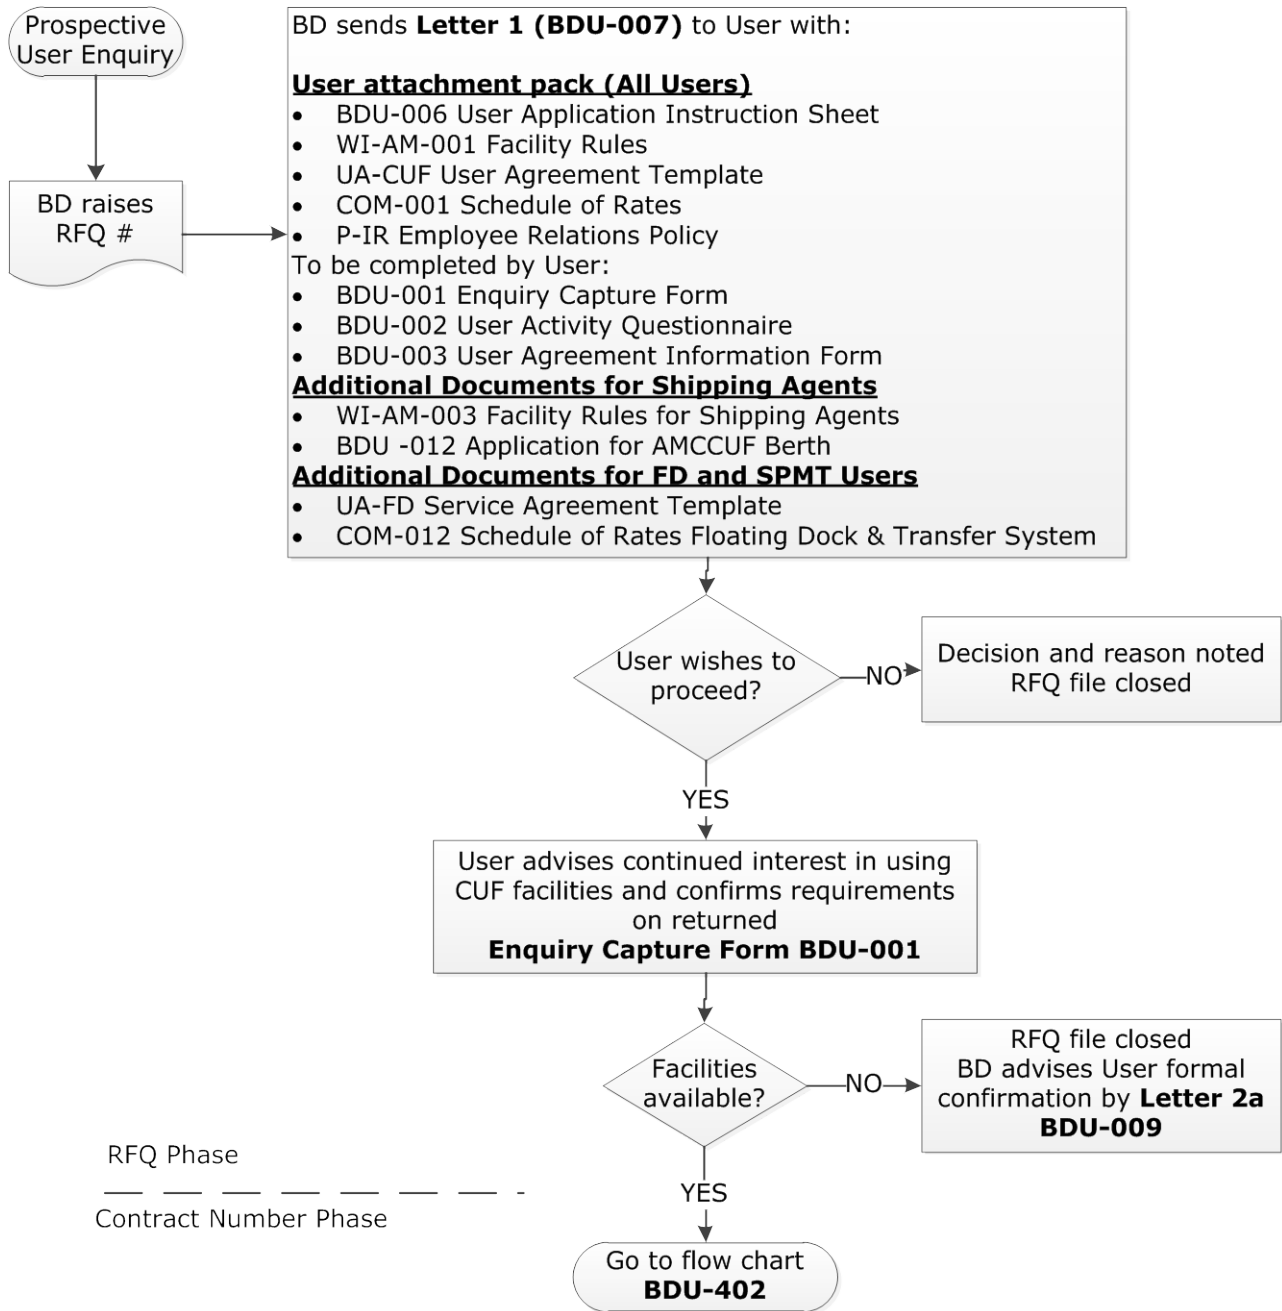 Prospective
User Enquiry
BD raises
RFQ #
BD sends Letter 1 (BDU-007) to User with:
User attachment pack (All Users)
• BDU-006 User Application Instruction Sheet
• WI-AM-001 Facility Rules
• UA-CUF User Agreement Template
• COM-001 Schedule of Rates
• P-IR Employee Relations Policy
To be completed by User:
• BDU-001 Enquiry Capture Form
• BDU-002 User Activity Questionnaire
• BDU-003 User Agreement Information Form
Additional Documents for Shipping Agents
• WI-AM-003 Facility Rules for Shipping Agents
• BDU -012 Application for AMCCUF Berth
Additional Documents for FD and SPMT Users
• UA-FD Service Agreement Template
• COM-012 Schedule of Rates Floating Dock & Transfer System
User wishes to
proceed?
NO
Decision and reason noted
RFQ file closed
YES
User advises continued interest in using
CUF facilities and confirms requirements
on returned
Enquiry Capture Form BDU-001
Facilities
available?
NO
RFQ file closed
BD advises User formal
confirmation by Letter 2a
BDU-009
RFQ Phase
Contract Number Phase
YES
Go to flow chart
BDU-402